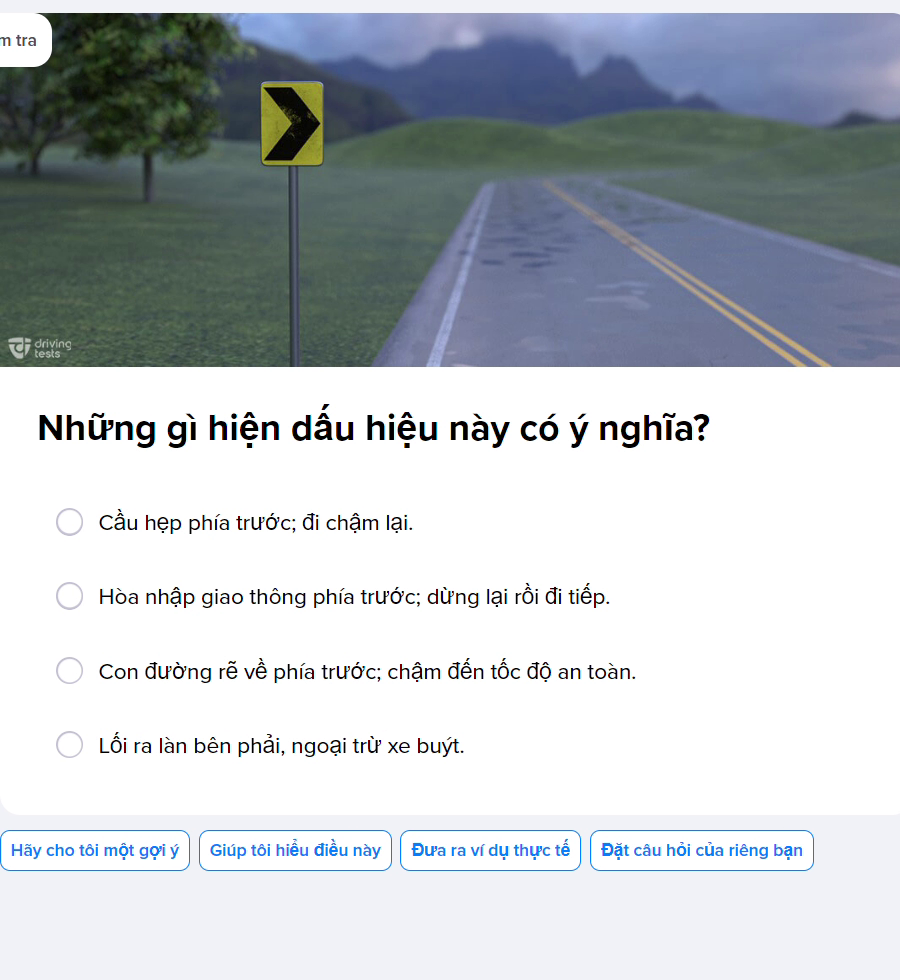 m tra
driving
tests
Những gì hiện dấu hiệu này có ý nghĩa?
Cầu hẹp phía trước; đi chậm lại.
Hòa nhập giao thông phía trước; dừng lại rồi đi tiếp.
Con đường rẽ về phía trước; chậm đến tốc độ an toàn.
Lối ra làn bên phải, ngoại trừ xe buýt.
Hãy cho tôi một gợi ý
Giúp tôi hiểu điều này
Đưa ra ví dụ thực tế
Đặt câu hỏi của riêng bạn